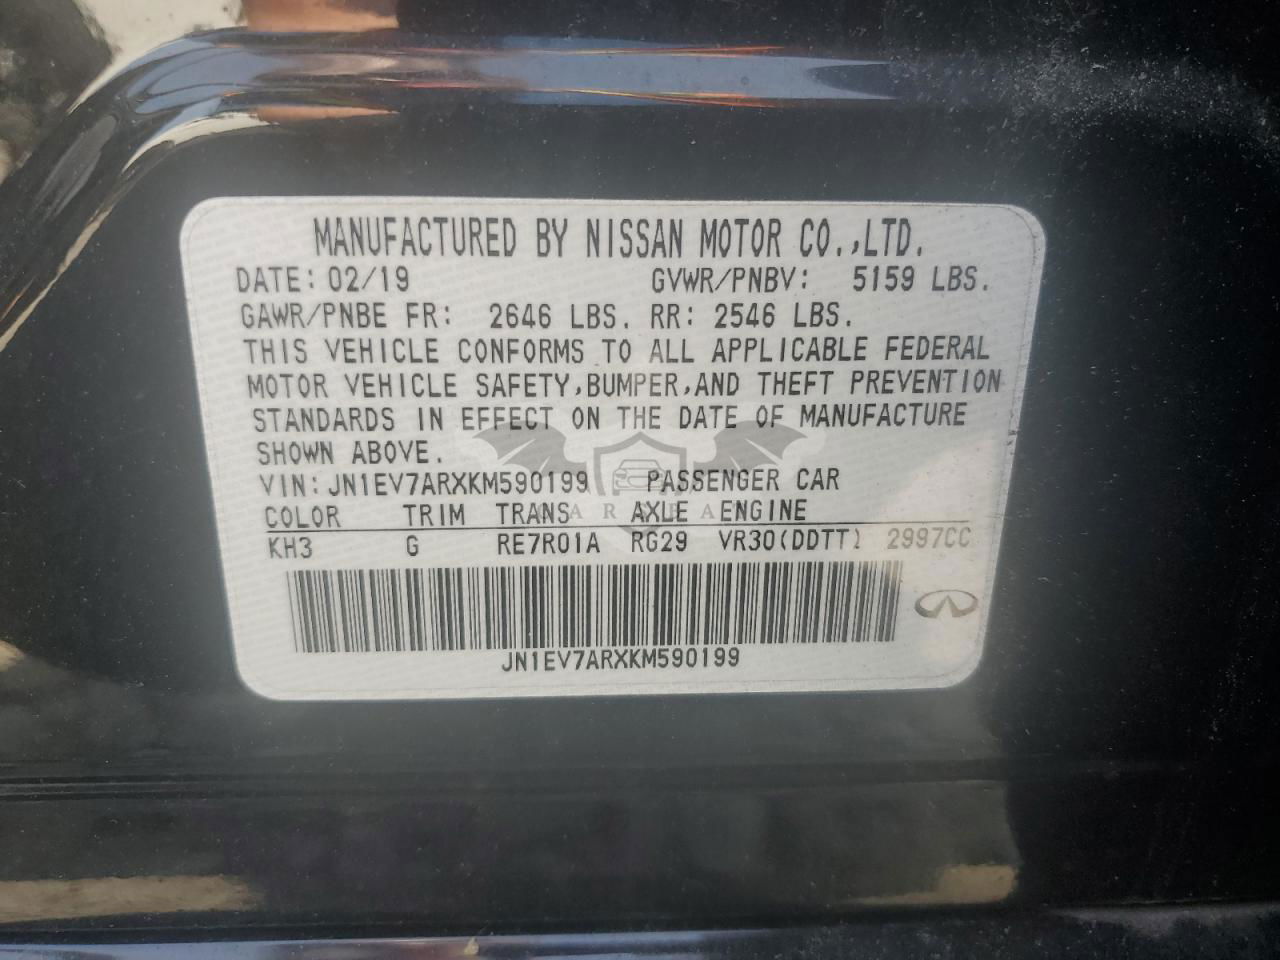 MANUFACTURED BY NISSAN MOTOR CO.,LTD.
DATE: 02/19 GVWR/PNBV: 5159 LBS.
GAWR/PNBE FR: 2646 LBS. RR: 2546 LBS.
THIS VEHICLE CONFORMS TO ALL APPLICABLE FEDERAL
MOTOR VEHICLE SAFETY,BUMPER,AND THEFT PREVENTION
STANDARDS IN EFFECT ON THE DATE OF MANUFACTURE
SHOWN ABOVE.
VIN: JN1EV7ARXKM590199 PASSENGER CAR
COLOR TRIM TRANS AXLE ENGINE
KH3 G RE7R01A RG29 VR30(DDTT) 2997CC
JN1EV7ARXKM590199